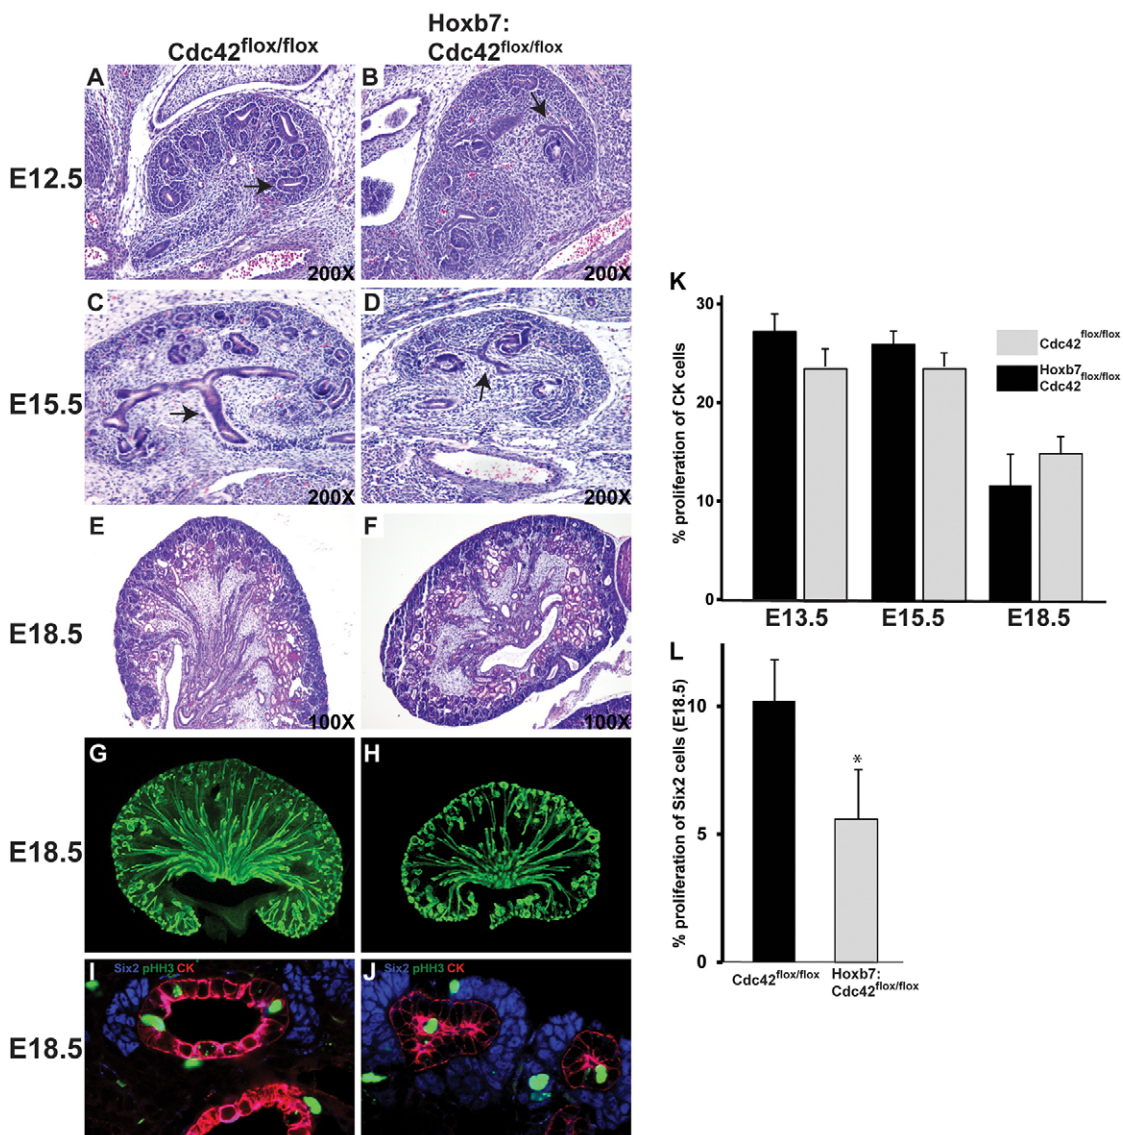 Cdc42flox/flox
Hoxb7:
Cdc42flox/flox
A
B
E12.5
200X
200X
C
D
E15.5
200X
200X
E
F
E18.5
100X
100X
G
H
E18.5
I
Six2 pHH3 CK
J
Six2 pHH3 CK
E18.5
K
% proliferation of CK cells
30
20
10
0
Cdc42flox/flox
Hoxb7flox/flox
Cdc42
E13.5
E15.5
E18.5
L
% proliferation of Six2 cells (E18.5)
10
5
0
*
Cdc42flox/flox
Hoxb7:
Cdc42flox/flox